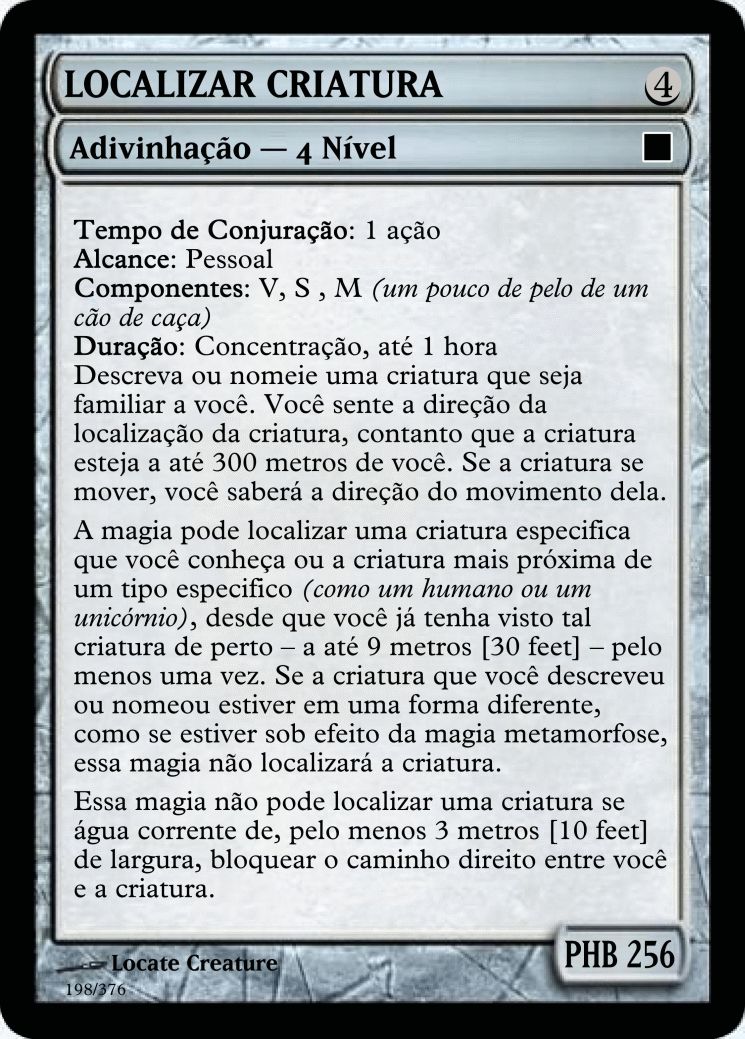 LOCALIZAR CRIATURA 4
Adivinhação — 4 Nível
Tempo de Conjuração: 1 ação
Alcance: Pessoal
Componentes: V, S , M (um pouco de pelo de um
cão de caça)
Duração: Concentração, até 1 hora
Descreva ou nomeie uma criatura que seja
familiar a você. Você sente a direção da
localização da criatura, contanto que a criatura
esteja a até 300 metros de você. Se a criatura se
mover, você saberá a direção do movimento dela.
A magia pode localizar uma criatura especifica
que você conheça ou a criatura mais próxima de
um tipo especifico (como um humano ou um
unicórnio), desde que você já tenha visto tal
criatura de perto – a até 9 metros [30 feet] – pelo
menos uma vez. Se a criatura que você descreveu
ou nomeou estiver em uma forma diferente,
como se estiver sob efeito da magia metamorfose,
essa magia não localizará a criatura.
Essa magia não pode localizar uma criatura se
água corrente de, pelo menos 3 metros [10 feet]
de largura, bloquear o caminho direito entre você
e a criatura.
PHB 256
Locate Creature
198/376